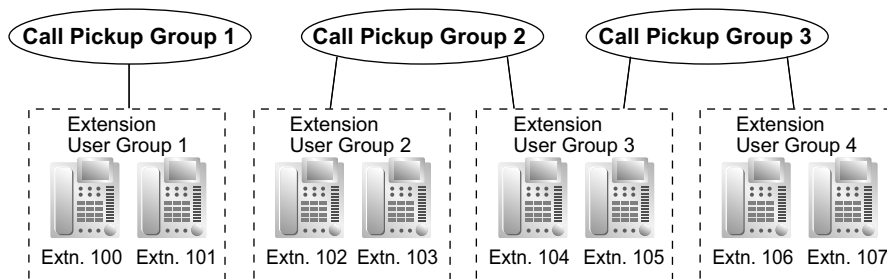 Call Pickup Group 1
Call Pickup Group 2
Call Pickup Group 3
Extension
User Group 1
Extension
User Group 2
Extension
User Group 3
Extension
User Group 4
Extn. 100
Extn. 101
Extn. 102
Extn. 103
Extn. 104
Extn. 105
Extn. 106
Extn. 107